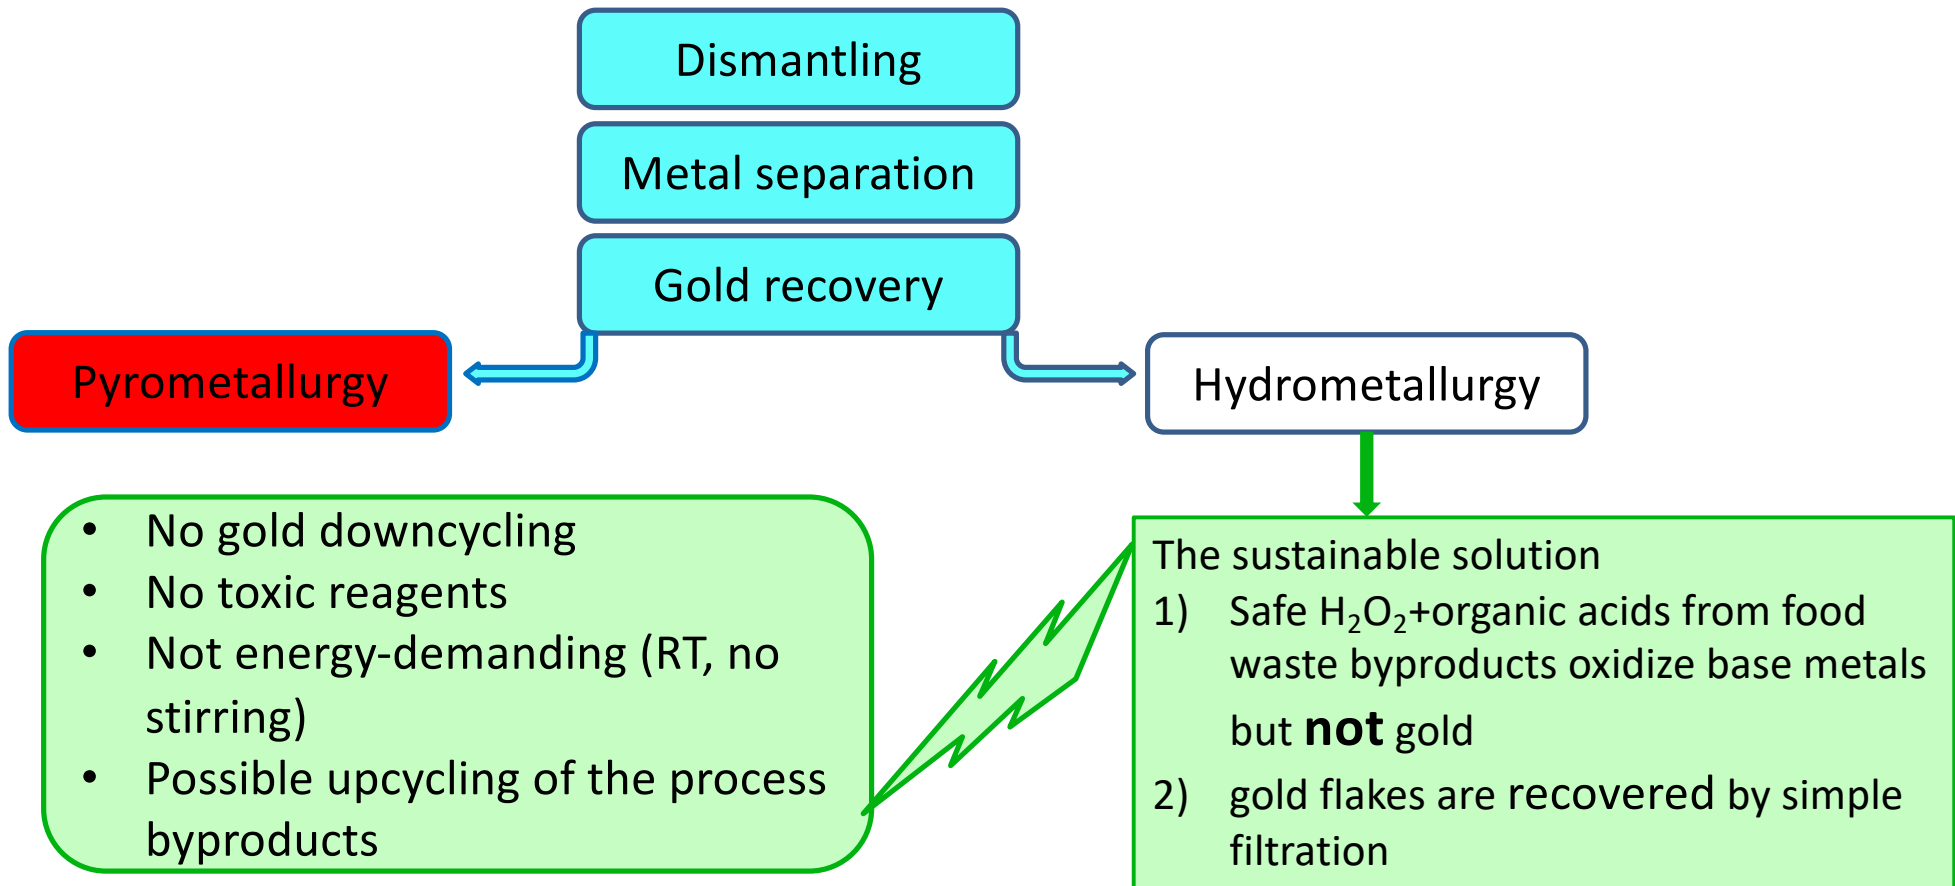 Dismantling
Metal separation
Gold recovery
Pyrometallurgy
Hydrometallurgy
• No gold downcycling
• No toxic reagents
• Not energy-demanding (RT, no
stirring)
• Possible upcycling of the process
byproducts
The sustainable solution
1) Safe H₂O₂+organic acids from food
waste byproducts oxidize base metals
but not gold
2) gold flakes are recovered by simple
filtration